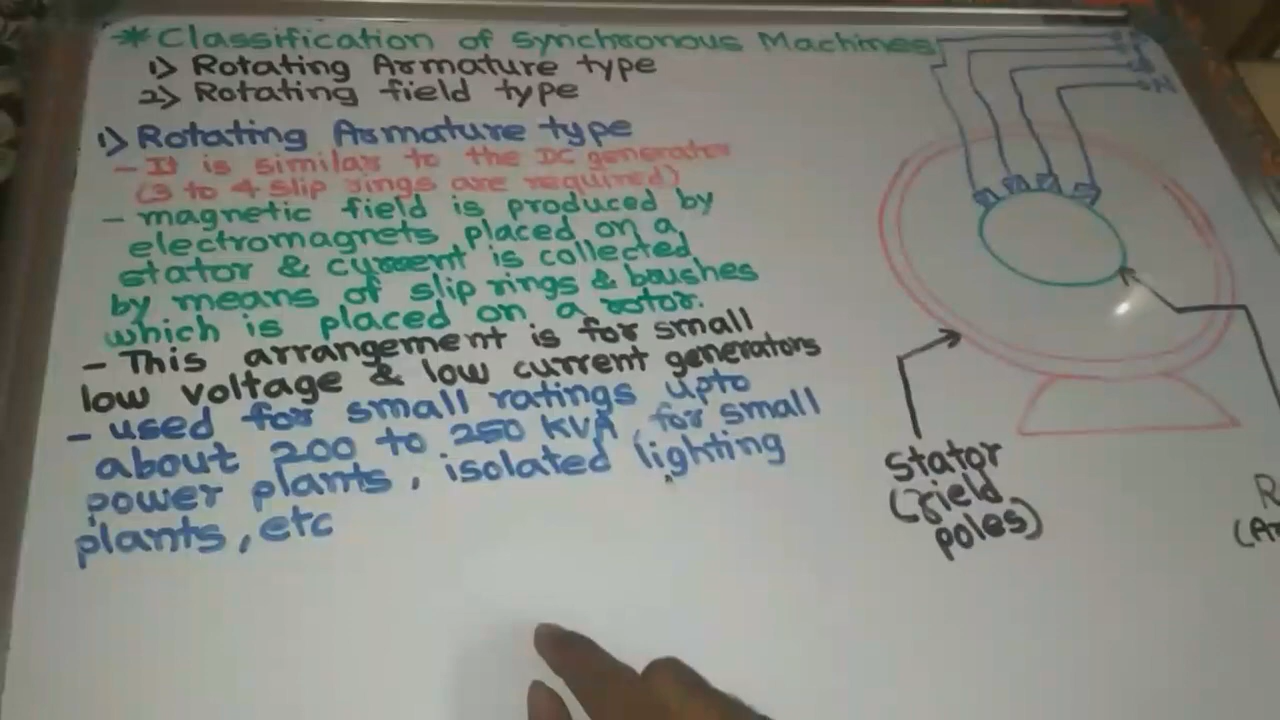 * Classification of Synchronous Machines
1) Rotating Armature type
2) Rotating field type
1) Rotating Armature type
- It is similar to the DC generator
(3 to 4 slip rings are required)
- magnetic field is produced by
electromagnets placed on a
stator & current is collected
by means of slip rings & brushes
which is placed on a rotor.
- This arrangement is for small
low voltage & low current generators
- used for small ratings upto
about 200 to 250 KVA, for small
power plants, isolated lighting
plants, etc
N
Stator
(field
poles)
R
(Ar